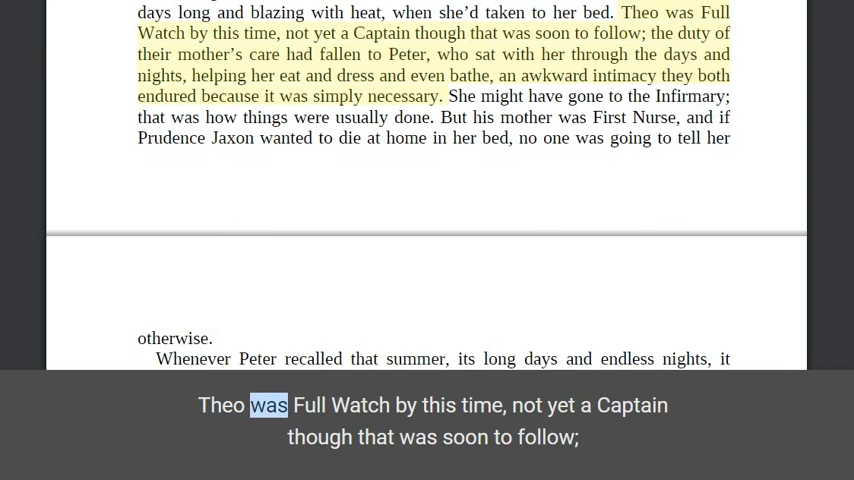 days long and blazing with heat, when she’d taken to her bed. Theo was Full
Watch by this time, not yet a Captain though that was soon to follow; the duty of
their mother’s care had fallen to Peter, who sat with her through the days and
nights, helping her eat and dress and even bathe, an awkward intimacy they both
endured because it was simply necessary. She might have gone to the Infirmary;
that was how things were usually done. But his mother was First Nurse, and if
Prudence Jaxon wanted to die at home in her bed, no one was going to tell her
otherwise.
Whenever Peter recalled that summer, its long days and endless nights, it
Theo was Full Watch by this time, not yet a Captain
though that was soon to follow;